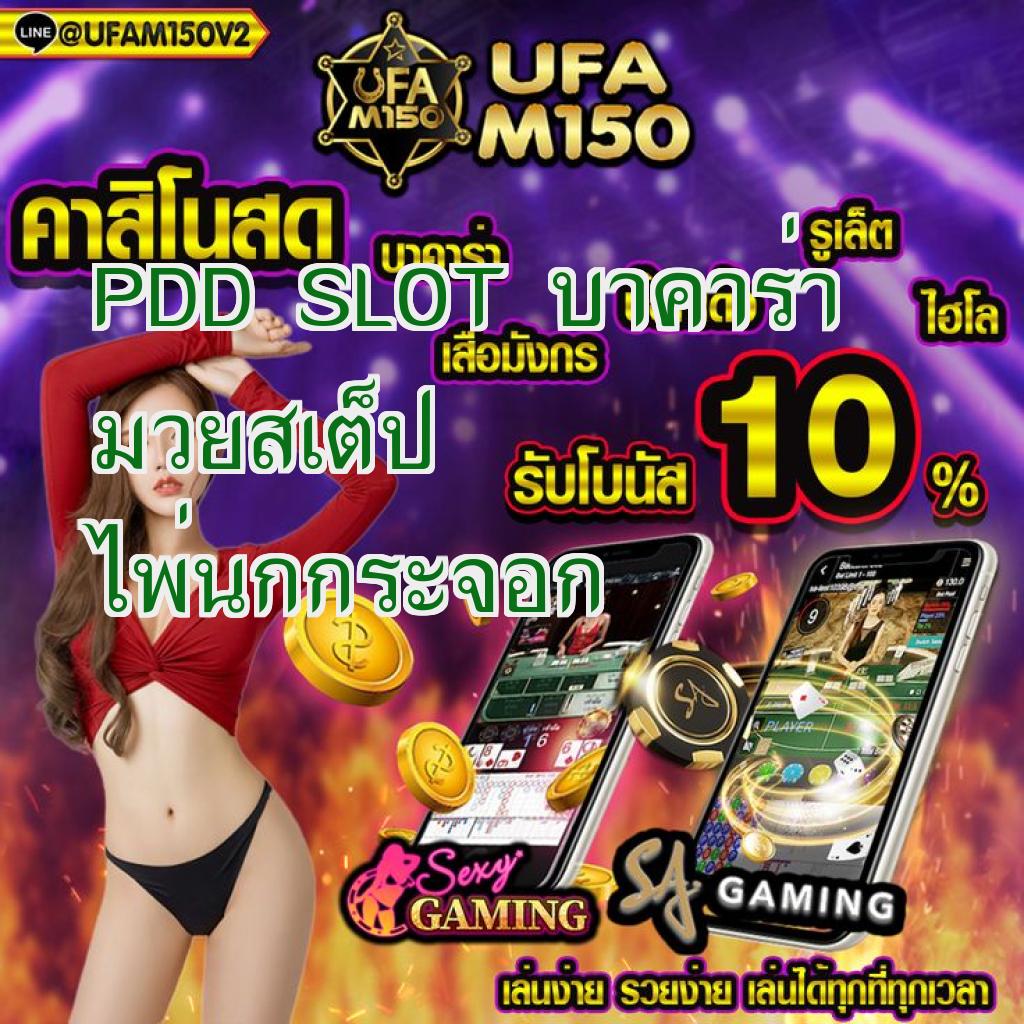 LINE @UFAM150V2
UFA
M150
UFA
M150
คาสิโนสด
บาคาร่า
รูเล็ต
ไฮโล
เสือมังกร
PDD SLOT บาคาร่า
มวยสเต็ป
ไพ่นกกระจอก
รับโบนัส 10 %
9
PLAYER
Sexy
GAMING
SA GAMING
เล่นง่าย รวยง่าย เล่นได้ทุกที่ทุกเวลา